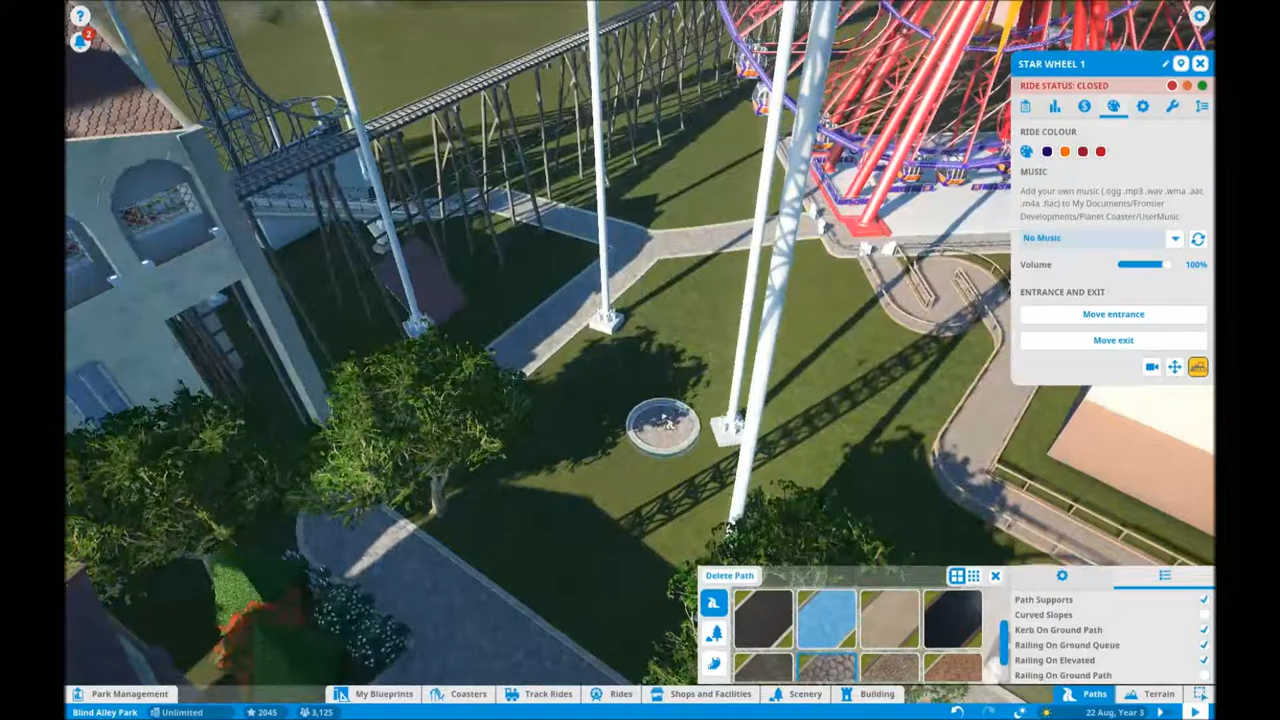 ?
2
STAR WHEEL 1
RIDE STATUS: CLOSED
RIDE COLOUR
MUSIC
Add your own music (.ogg .mp3 .wav .wma .aac
.m4a .flac) to My Documents/Frontier
Developments/Planet Coaster/UserMusic
No Music
Volume 100%
ENTRANCE AND EXIT
Move entrance
Move exit
Delete Path
Path Supports
Curved Slopes
Kerb On Ground Path
Railing On Ground Queue
Railing On Elevated
Railing On Ground Path
Park Management My Blueprints Coasters Track Rides Rides Shops and Facilities Scenery Building Paths Terrain
Blind Alley Park Unlimited 2045 3,125 22 Aug, Year 3